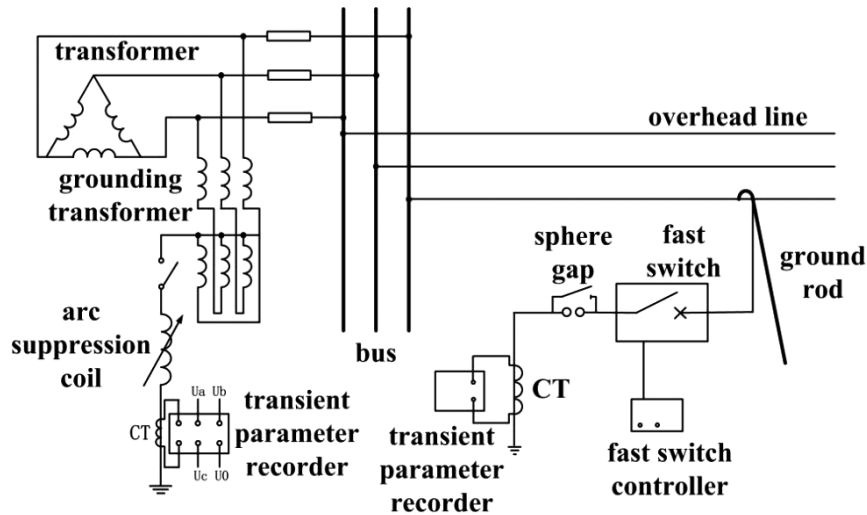 transformer
grounding
transformer
overhead line
sphere
gap
fast
switch
ground
rod
arc
suppression
coil
bus
CT
Ua Ub
CT
Uc U0
transient
parameter
recorder
transient
parameter
recorder
fast switch
controller